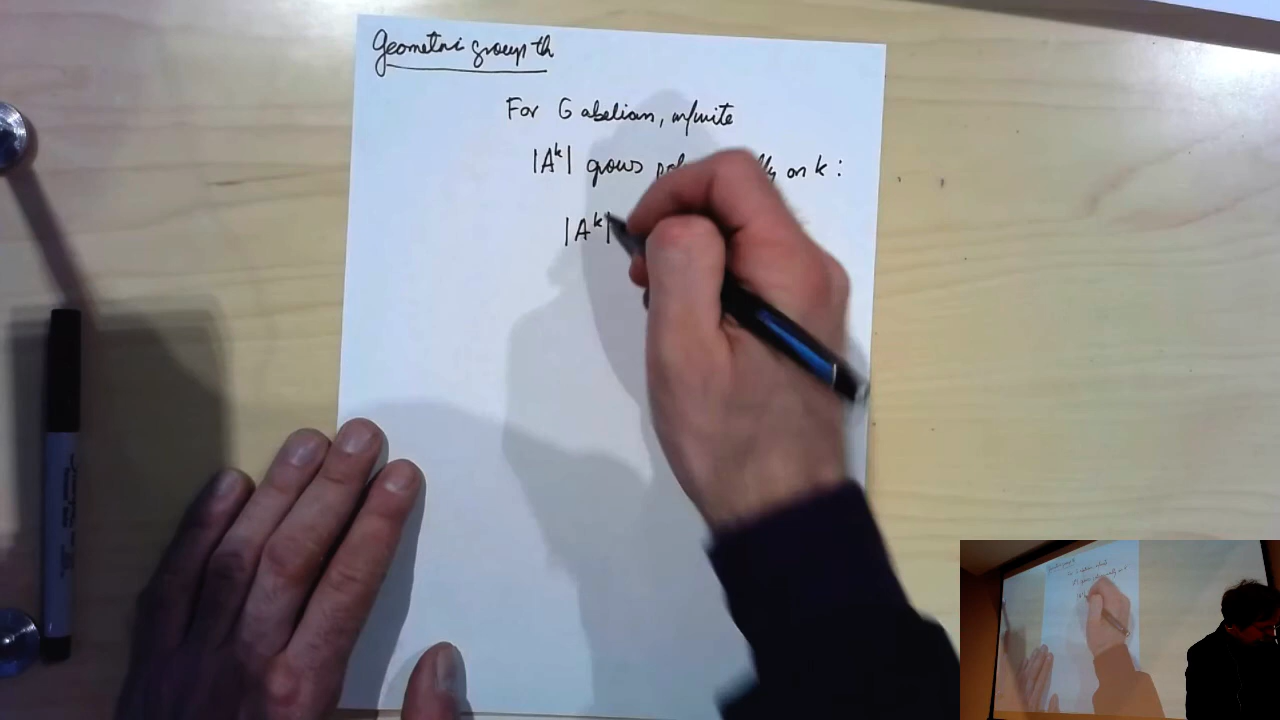 Geometric group th
For G abelian, infinite
|A^k| grows on k :
|A^k|